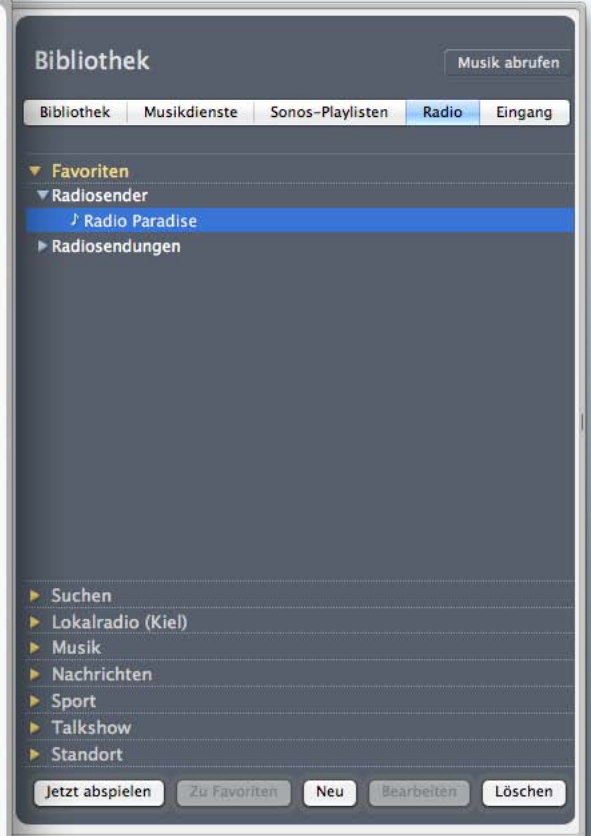 Bibliothek
Musik abrufen
Bibliothek Musikdienste Sonos-Playlisten Radio Eingang
Favoriten
Radiosender
Radio Paradise
Radiosendungen
Suchen
Lokalradio (Kiel)
Musik
Nachrichten
Sport
Talkshow
Standort
Jetzt abspielen Zu Favoriten Neu Bearbeiten Löschen